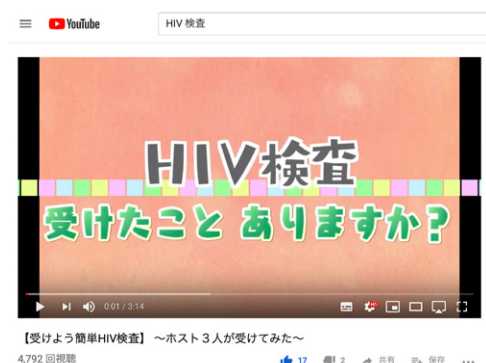 YouTube
HIV 検査
HIV検査
受けたこと ありますか?
0:01 / 3:14
HD
【受けよう簡単HIV検査】 〜ホスト３人が受けてみた〜
4,792 回視聴
17
2
共有
保存